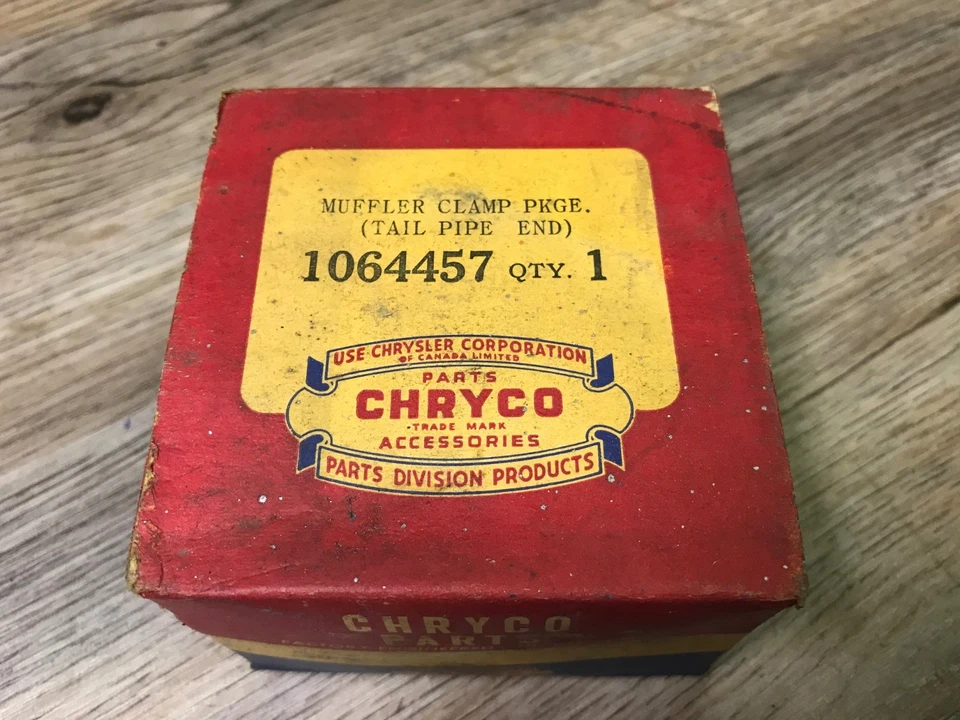 MUFFLER CLAMP PKGE.
(TAIL PIPE END)
1064457 QTY. 1
USE CHRYSLER CORPORATION
OF CANADA LIMITED
PARTS
CHRYCO
TRADE MARK
ACCESSORIES
PARTS DIVISION PRODUCTS
CHRYCO
PARTS